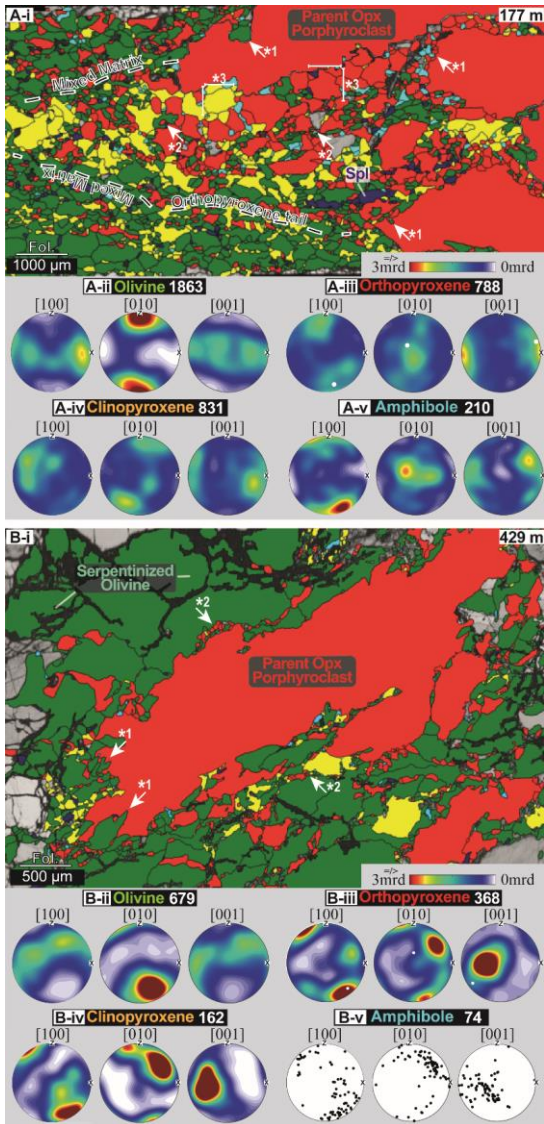 A-i
177 m
Parent Opx
Porphyroclast
*1
Mixed Matrix
*3
*3
*2
*2
Mixed Matrix
Orthopyroxene tail
Spl
*1
Fol.
1000 µm
=/>
3mrd 0mrd
A-ii Olivine 1863
A-iii Orthopyroxene 788
[100] [010] [001] [100] [010] [001]
z x z x
A-iv Clinopyroxene 831
A-v Amphibole 210
[100] [010] [001] [100] [010] [001]
z x z x
B-i
429 m
Serpentinized
Olivine
*2
Parent Opx
Porphyroclast
*1
*1
*2
Fol.
500 µm
=/>
3mrd 0mrd
B-ii Olivine 679
B-iii Orthopyroxene 368
[100] [010] [001] [100] [010] [001]
z x z x
B-iv Clinopyroxene 162
B-v Amphibole 74
[100] [010] [001] [100] [010] [001]
z x z x